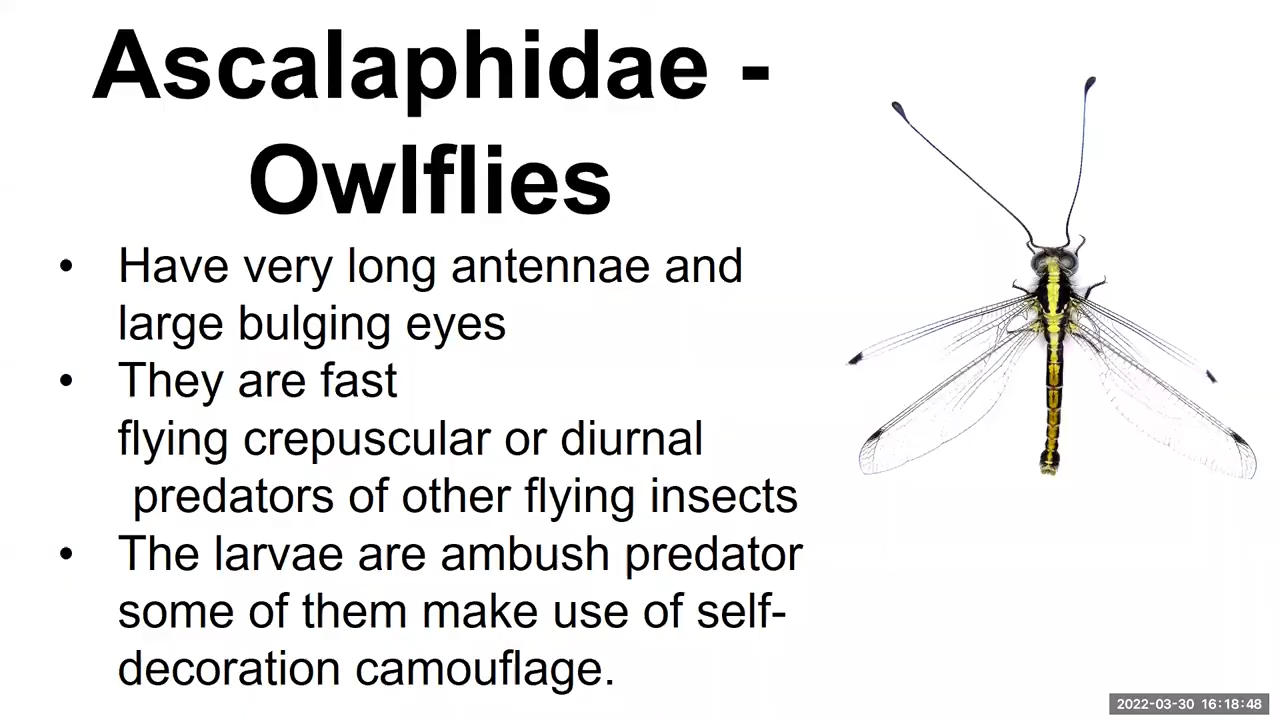 Ascalaphidae -
Owlflies
• Have very long antennae and
large bulging eyes
• They are fast
flying crepuscular or diurnal
predators of other flying insects
• The larvae are ambush predator
some of them make use of self-
decoration camouflage.
2022-03-30 16:18:48